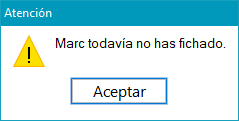 Atención
Marc todavía no has fichado.
Aceptar